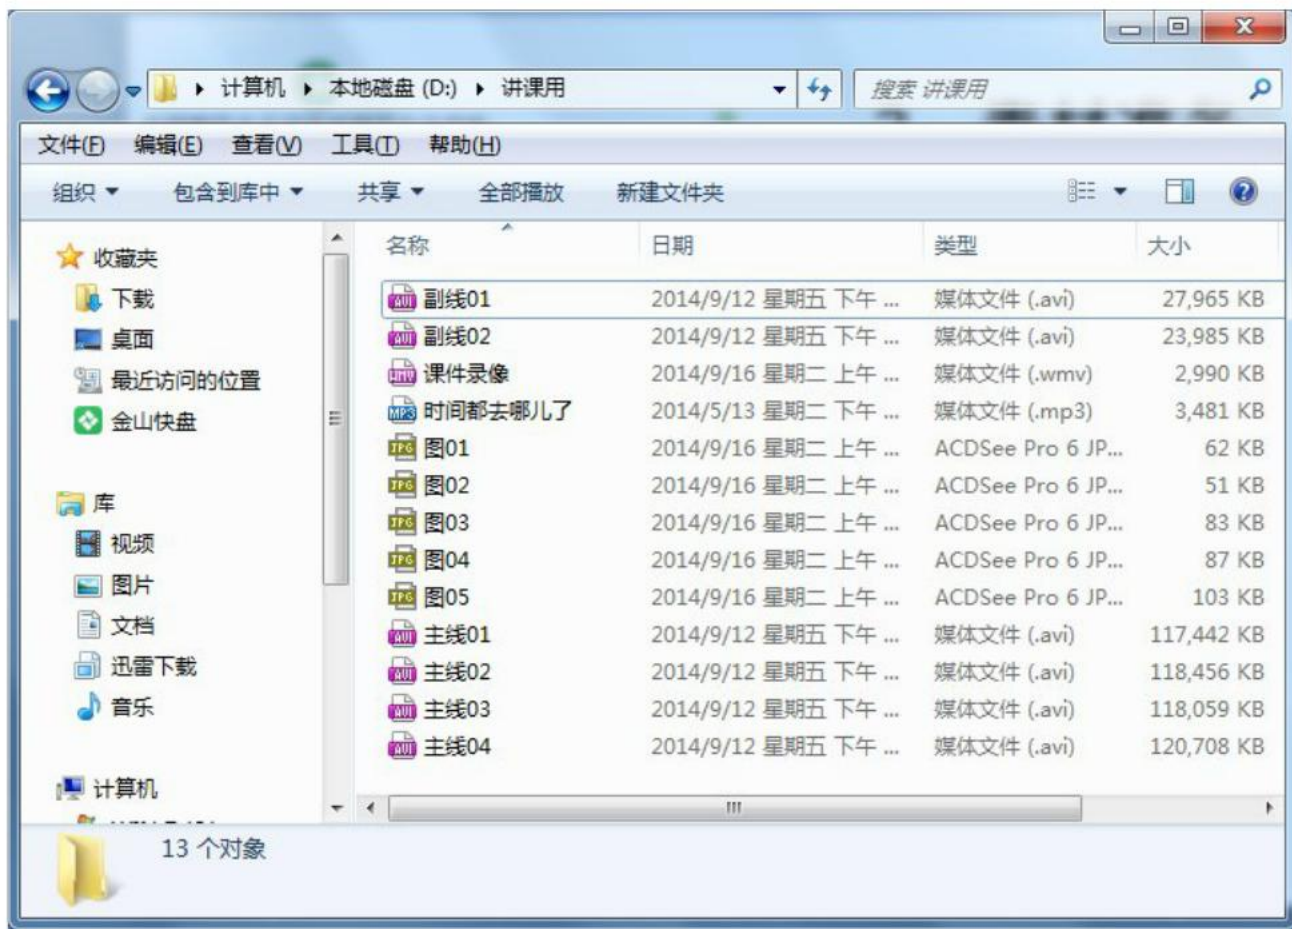 计算机 ▸ 本地磁盘 (D:) ▸ 讲课用
搜索 讲课用
文件(F) 编辑(E) 查看(V) 工具(T) 帮助(H)
组织 包含到库中 共享 全部播放 新建文件夹
收藏夹
下载
桌面
最近访问的位置
金山快盘
库
视频
图片
文档
迅雷下载
音乐
计算机
名称 日期 类型 大小
副线01 2014/9/12 星期五 下午 ... 媒体文件 (.avi) 27,965 KB
副线02 2014/9/12 星期五 下午 ... 媒体文件 (.avi) 23,985 KB
课件录像 2014/9/16 星期二 上午 ... 媒体文件 (.wmv) 2,990 KB
时间都去哪儿了 2014/5/13 星期二 下午 ... 媒体文件 (.mp3) 3,481 KB
图01 2014/9/16 星期二 上午 ... ACDSee Pro 6 JP... 62 KB
图02 2014/9/16 星期二 上午 ... ACDSee Pro 6 JP... 51 KB
图03 2014/9/16 星期二 上午 ... ACDSee Pro 6 JP... 83 KB
图04 2014/9/16 星期二 上午 ... ACDSee Pro 6 JP... 87 KB
图05 2014/9/16 星期二 上午 ... ACDSee Pro 6 JP... 103 KB
主线01 2014/9/12 星期五 下午 ... 媒体文件 (.avi) 117,442 KB
主线02 2014/9/12 星期五 下午 ... 媒体文件 (.avi) 118,456 KB
主线03 2014/9/12 星期五 下午 ... 媒体文件 (.avi) 118,059 KB
主线04 2014/9/12 星期五 下午 ... 媒体文件 (.avi) 120,708 KB
13 个对象